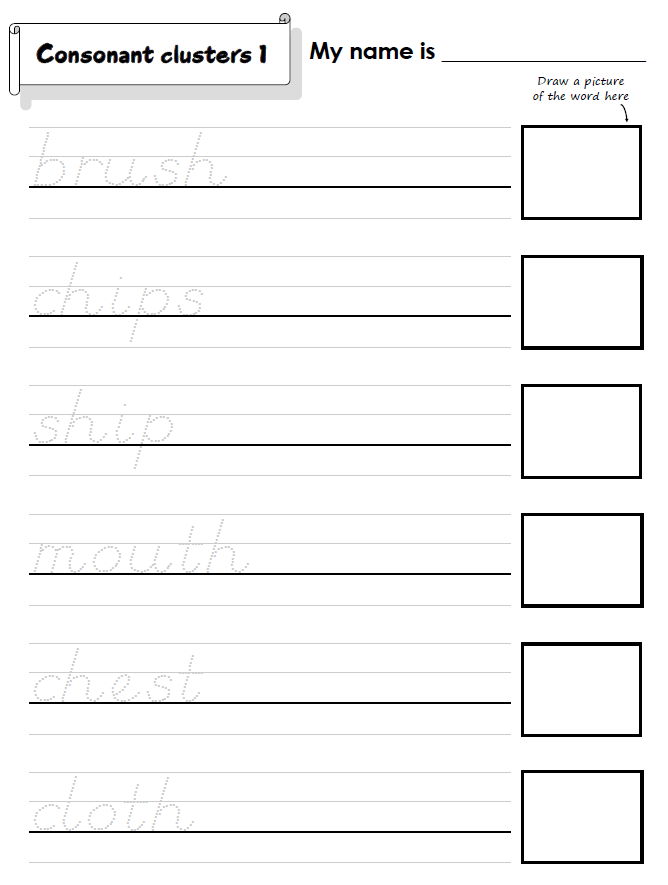 Consonant clusters 1
My name is
Draw a picture
of the word here
brush
chips
ship
mouth
chest
cloth